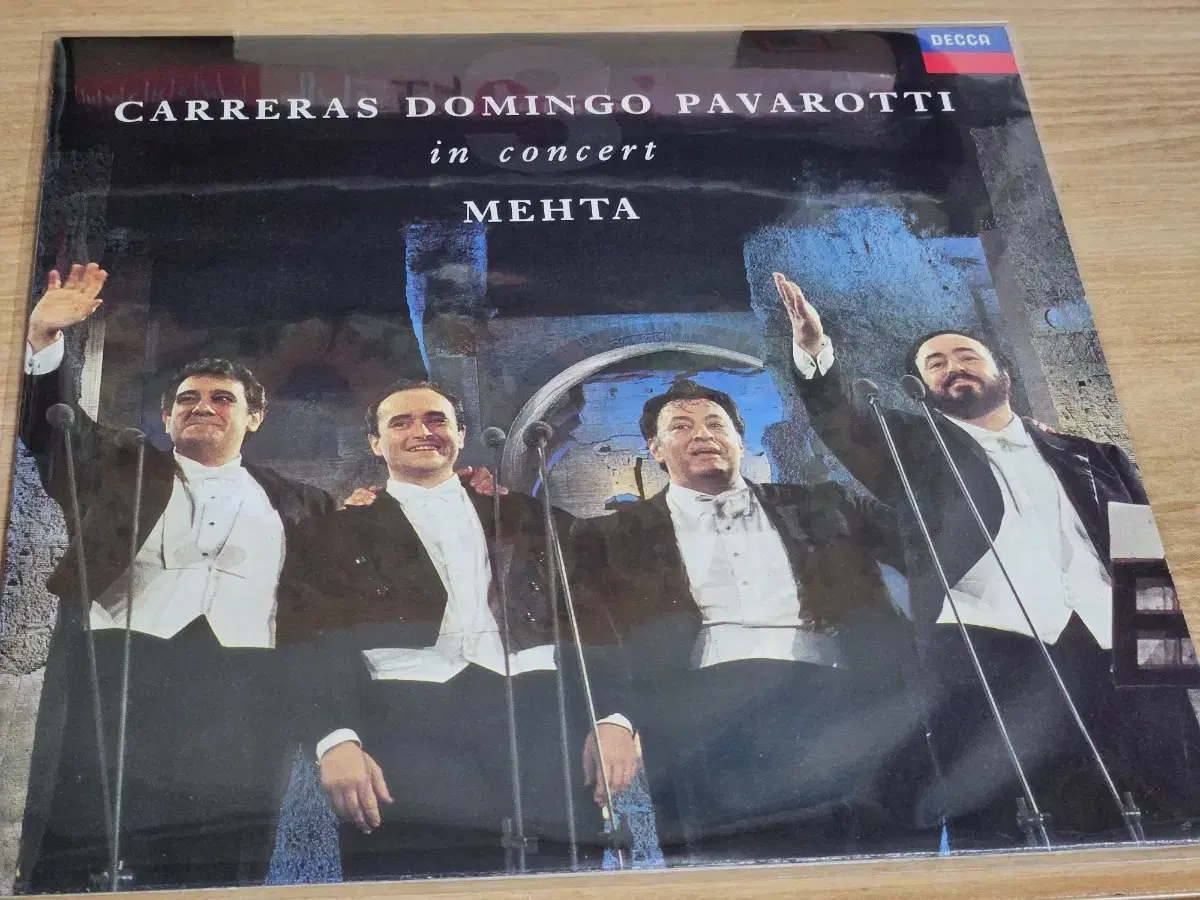 DECCA
CARRERAS DOMINGO PAVAROTTI
in concert
MEHTA